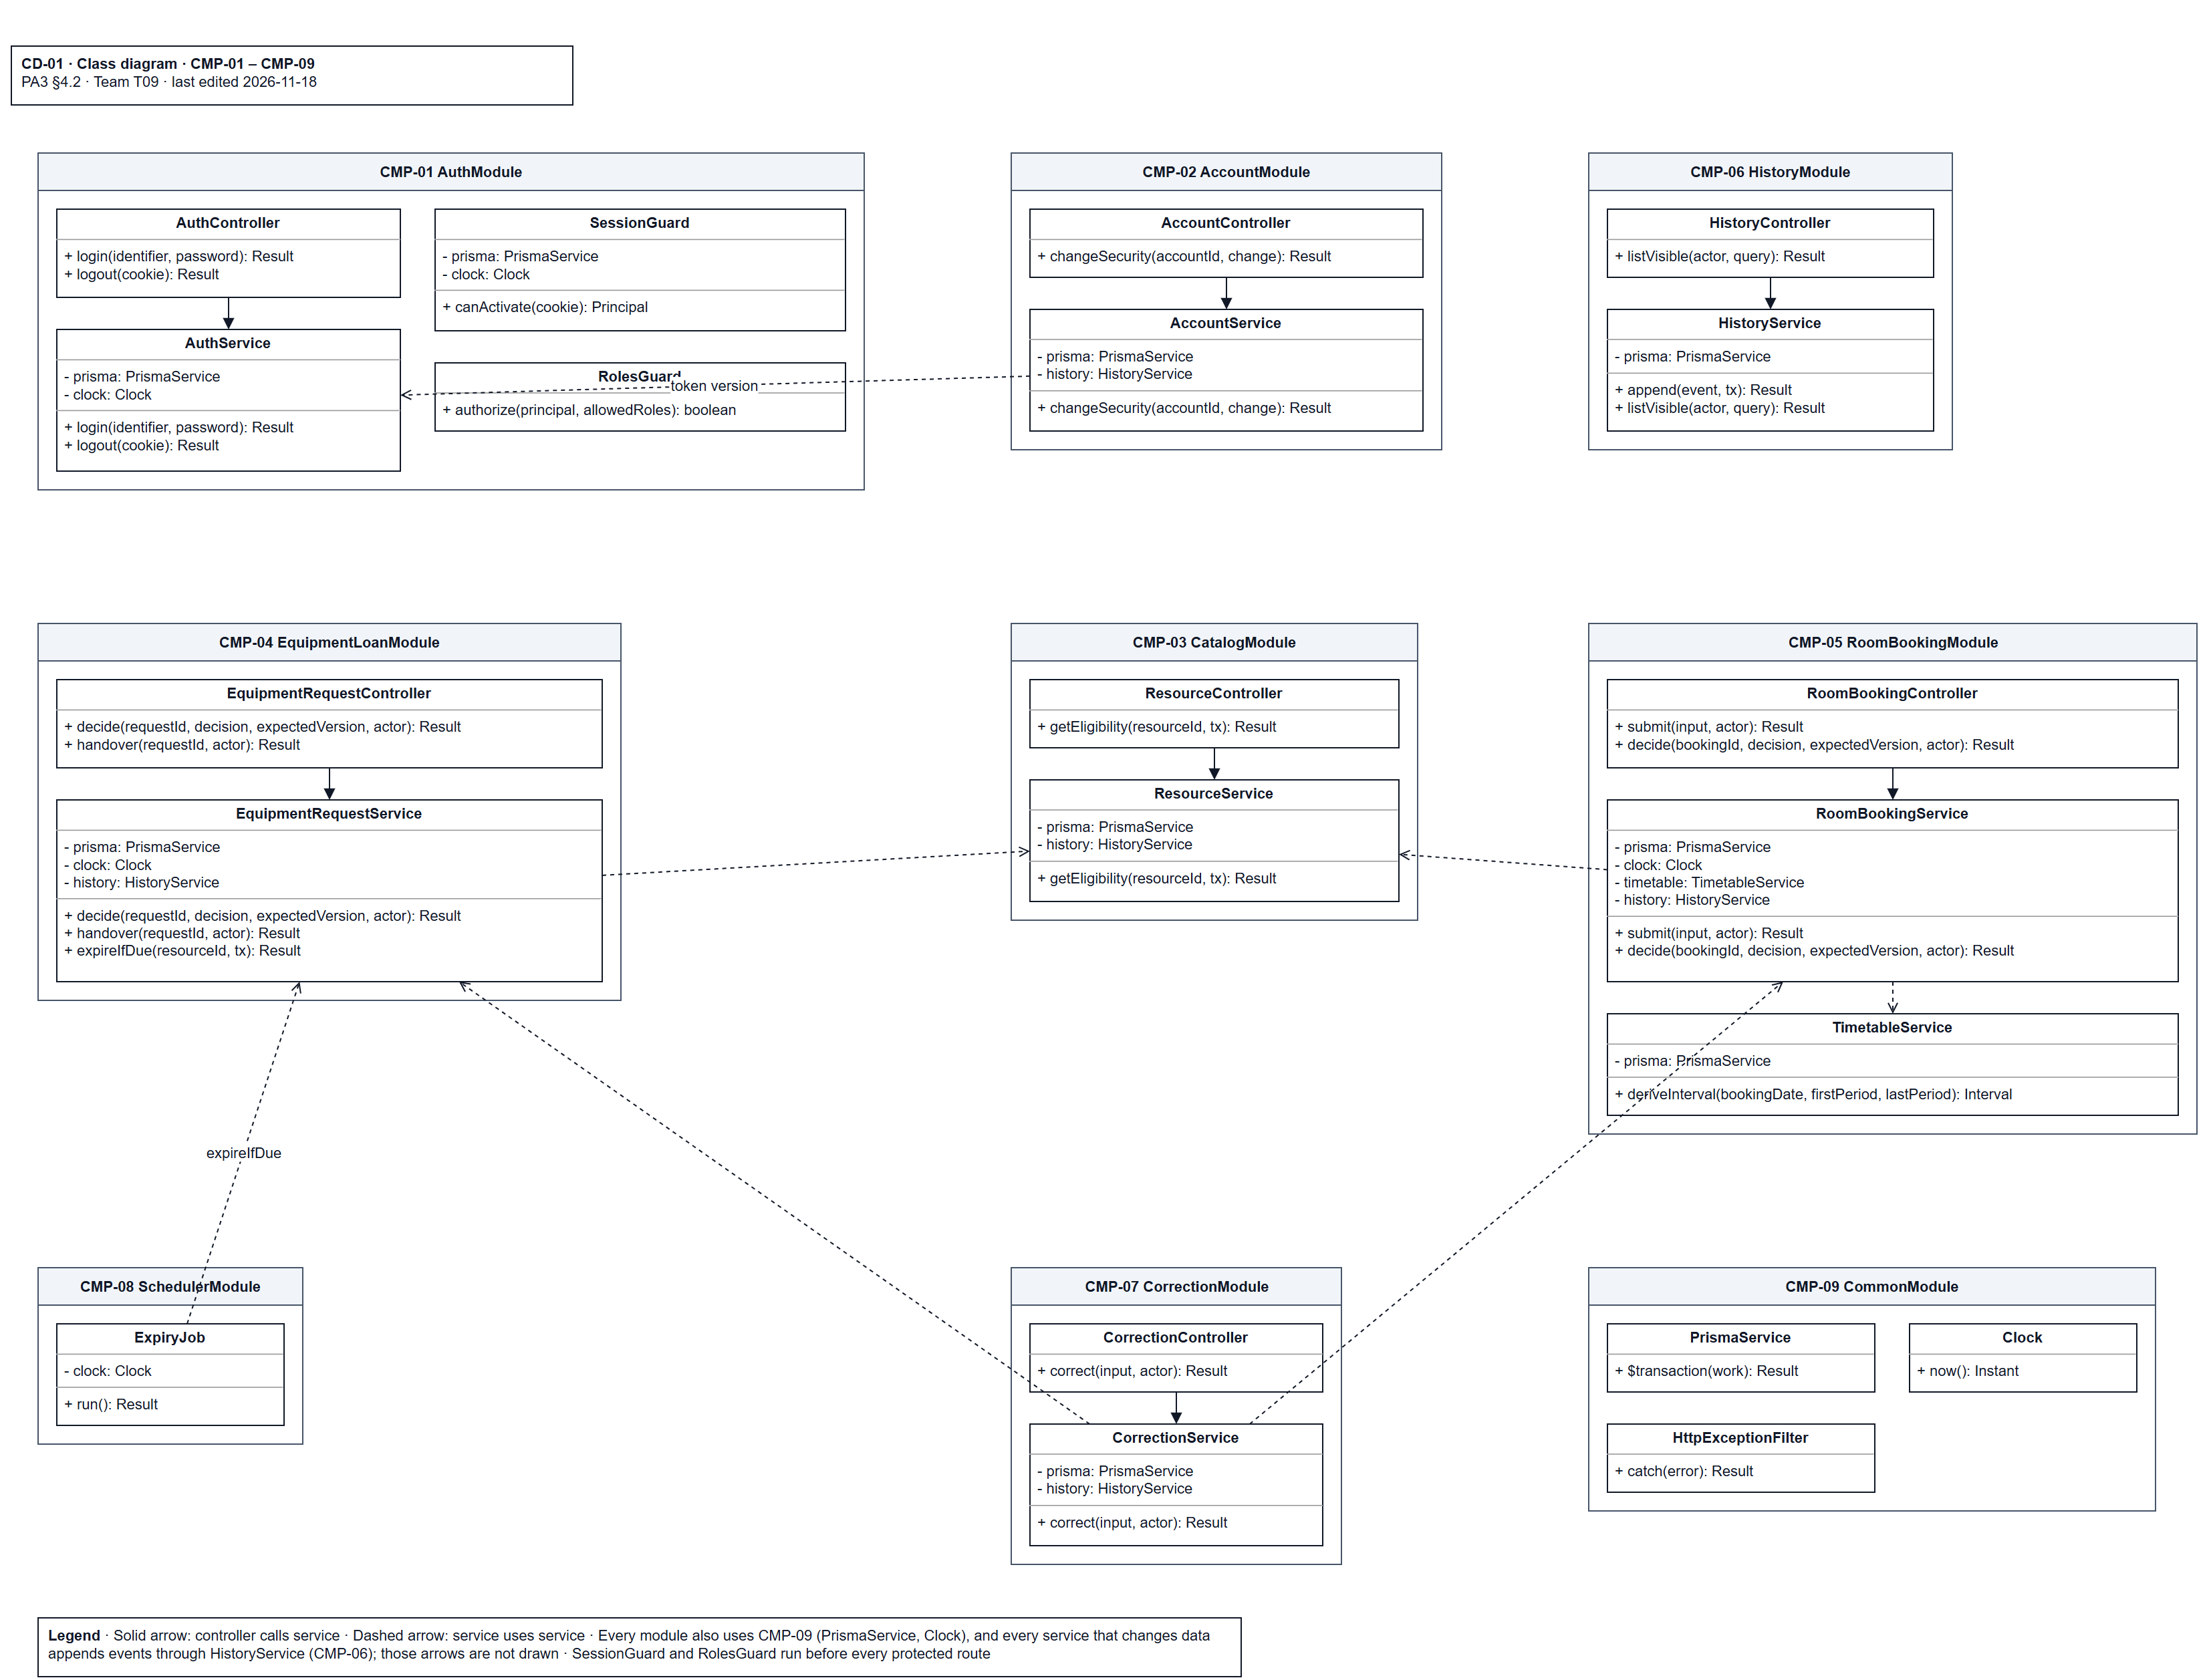 CD-01 · Class diagram · CMP-01 – CMP-09
PA3 §4.2 · Team T09 · last edited 2026-11-18
CMP-01 AuthModule
AuthController
+ login(identifier, password): Result
+ logout(cookie): Result
AuthService
- prisma: PrismaService
- clock: Clock
+ login(identifier, password): Result
+ logout(cookie): Result
SessionGuard
- prisma: PrismaService
- clock: Clock
+ canActivate(cookie): Principal
RolesGuard
+ authorize(principal, allowedRoles): boolean
token version
CMP-02 AccountModule
AccountController
+ changeSecurity(accountId, change): Result
AccountService
- prisma: PrismaService
- history: HistoryService
+ changeSecurity(accountId, change): Result
CMP-06 HistoryModule
HistoryController
+ listVisible(actor, query): Result
HistoryService
- prisma: PrismaService
+ append(event, tx): Result
+ listVisible(actor, query): Result
CMP-04 EquipmentLoanModule
EquipmentRequestController
+ decide(requestId, decision, expectedVersion, actor): Result
+ handover(requestId, actor): Result
EquipmentRequestService
- prisma: PrismaService
- clock: Clock
- history: HistoryService
+ decide(requestId, decision, expectedVersion, actor): Result
+ handover(requestId, actor): Result
+ expireIfDue(resourceId, tx): Result
CMP-03 CatalogModule
ResourceController
+ getEligibility(resourceId, tx): Result
ResourceService
- prisma: PrismaService
- history: HistoryService
+ getEligibility(resourceId, tx): Result
CMP-05 RoomBookingModule
RoomBookingController
+ submit(input, actor): Result
+ decide(bookingId, decision, expectedVersion, actor): Result
RoomBookingService
- prisma: PrismaService
- clock: Clock
- timetable: TimetableService
- history: HistoryService
+ submit(input, actor): Result
+ decide(bookingId, decision, expectedVersion, actor): Result
TimetableService
- prisma: PrismaService
+ deriveInterval(bookingDate, firstPeriod, lastPeriod): Interval
expireIfDue
CMP-08 SchedulerModule
ExpiryJob
- clock: Clock
+ run(): Result
CMP-07 CorrectionModule
CorrectionController
+ correct(input, actor): Result
CorrectionService
- prisma: PrismaService
- history: HistoryService
+ correct(input, actor): Result
CMP-09 CommonModule
PrismaService
+ $transaction(work): Result
Clock
+ now(): Instant
HttpExceptionFilter
+ catch(error): Result
Legend · Solid arrow: controller calls service · Dashed arrow: service uses service · Every module also uses CMP-09 (PrismaService, Clock), and every service that changes data
appends events through HistoryService (CMP-06); those arrows are not drawn · SessionGuard and RolesGuard run before every protected route